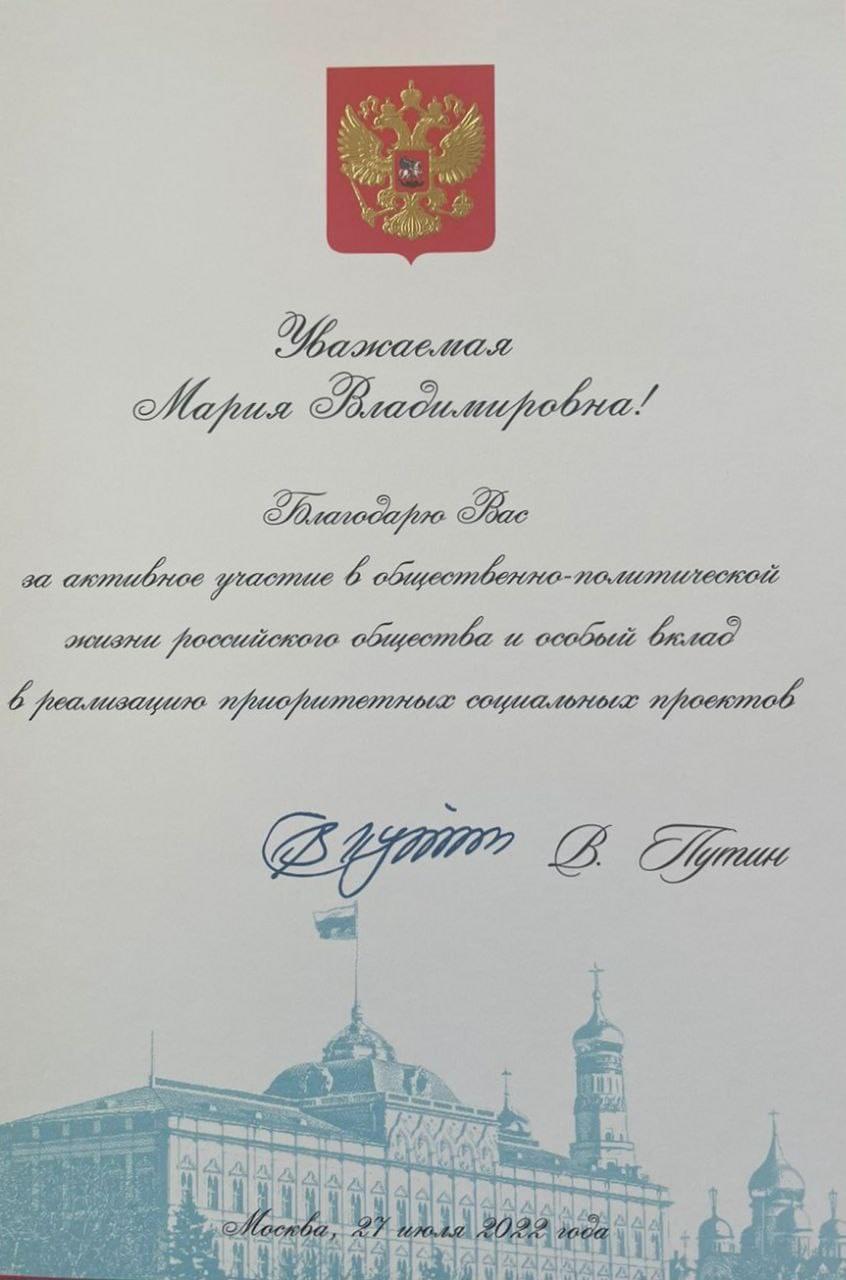 Уважаемая
Мария Владимировна!
Благодарю Вас
за активное участие в общественно-политической
жизни российского общества и особый вклад
в реализацию приоритетных социальных проектов
В. Путин
Москва, 27 июля 2022 года